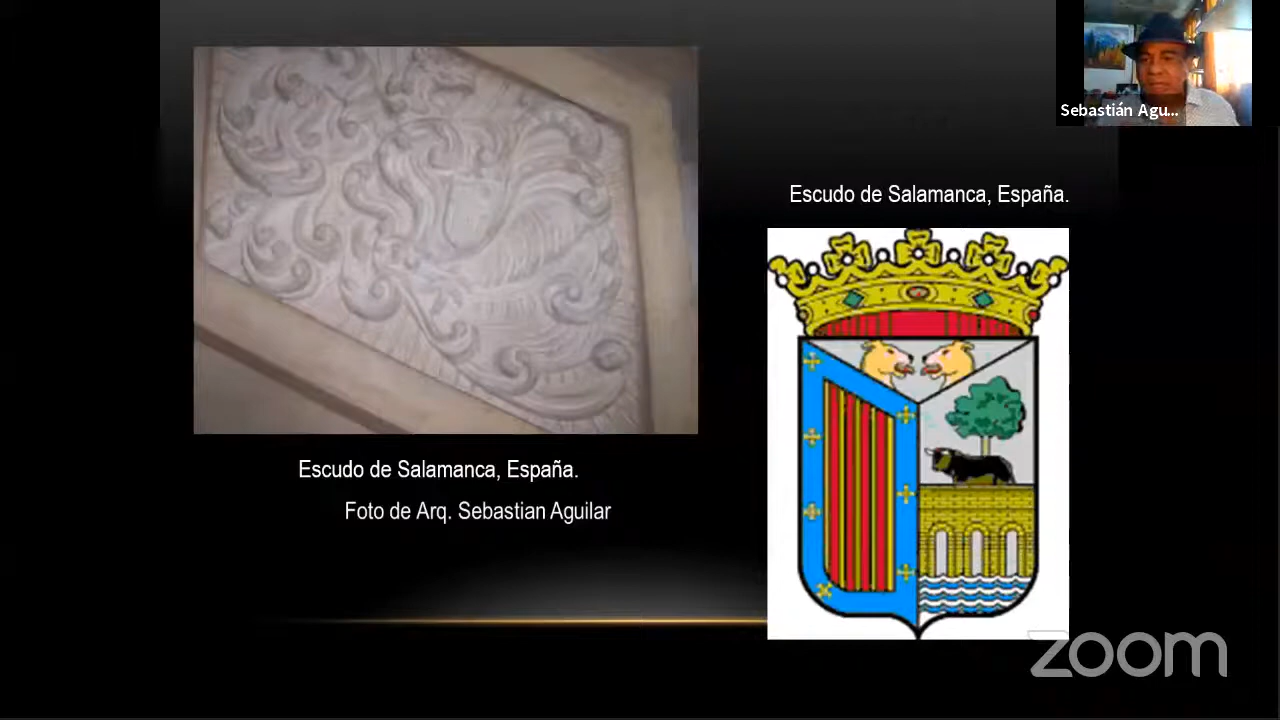 Sebastián Agu...
Escudo de Salamanca, España.
Escudo de Salamanca, España.
Foto de Arq. Sebastian Aguilar
zoom